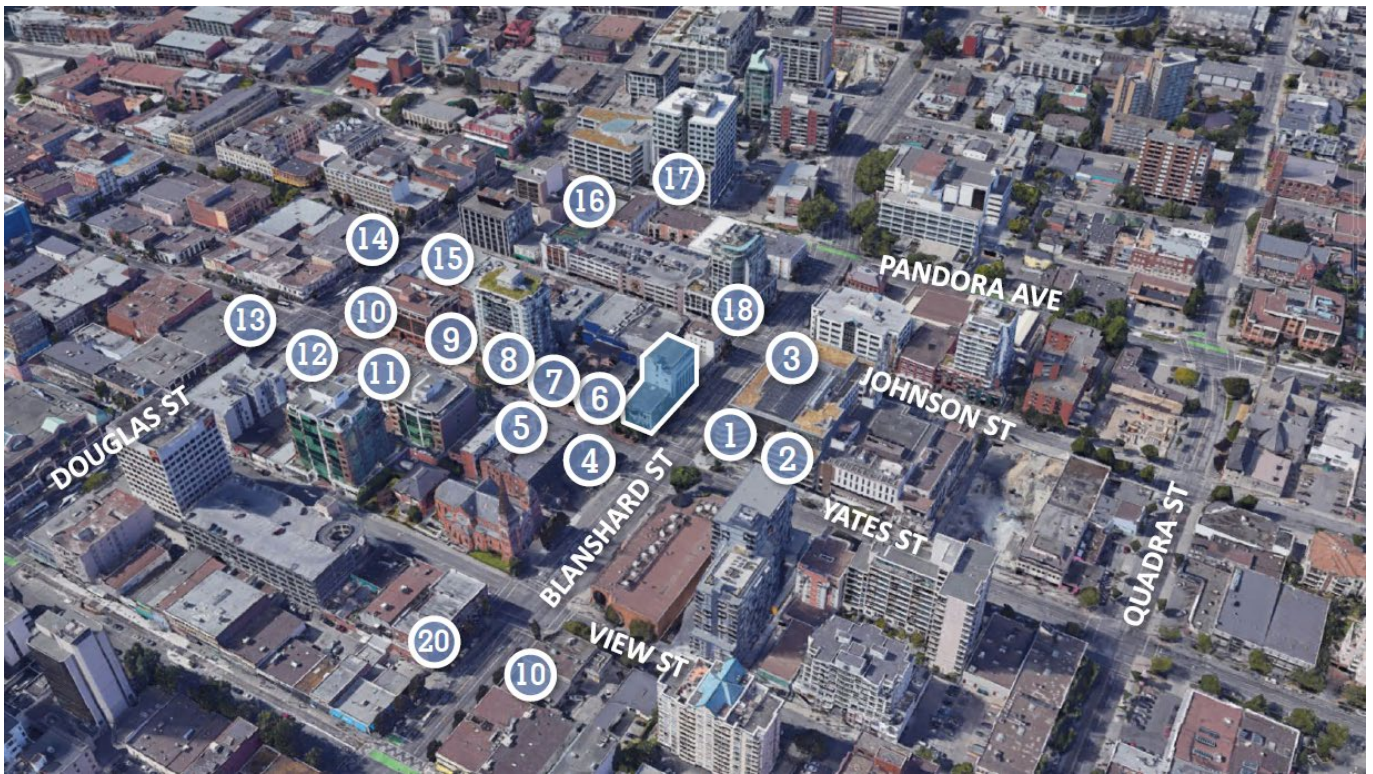 17
16
14
15
PANDORA AVE
18
13
10
9
3
12
8
11
7
6
JOHNSON ST
DOUGLAS ST
5
1
4
2
BLANSHARD ST
YATES ST
QUADRA ST
20
VIEW ST
10